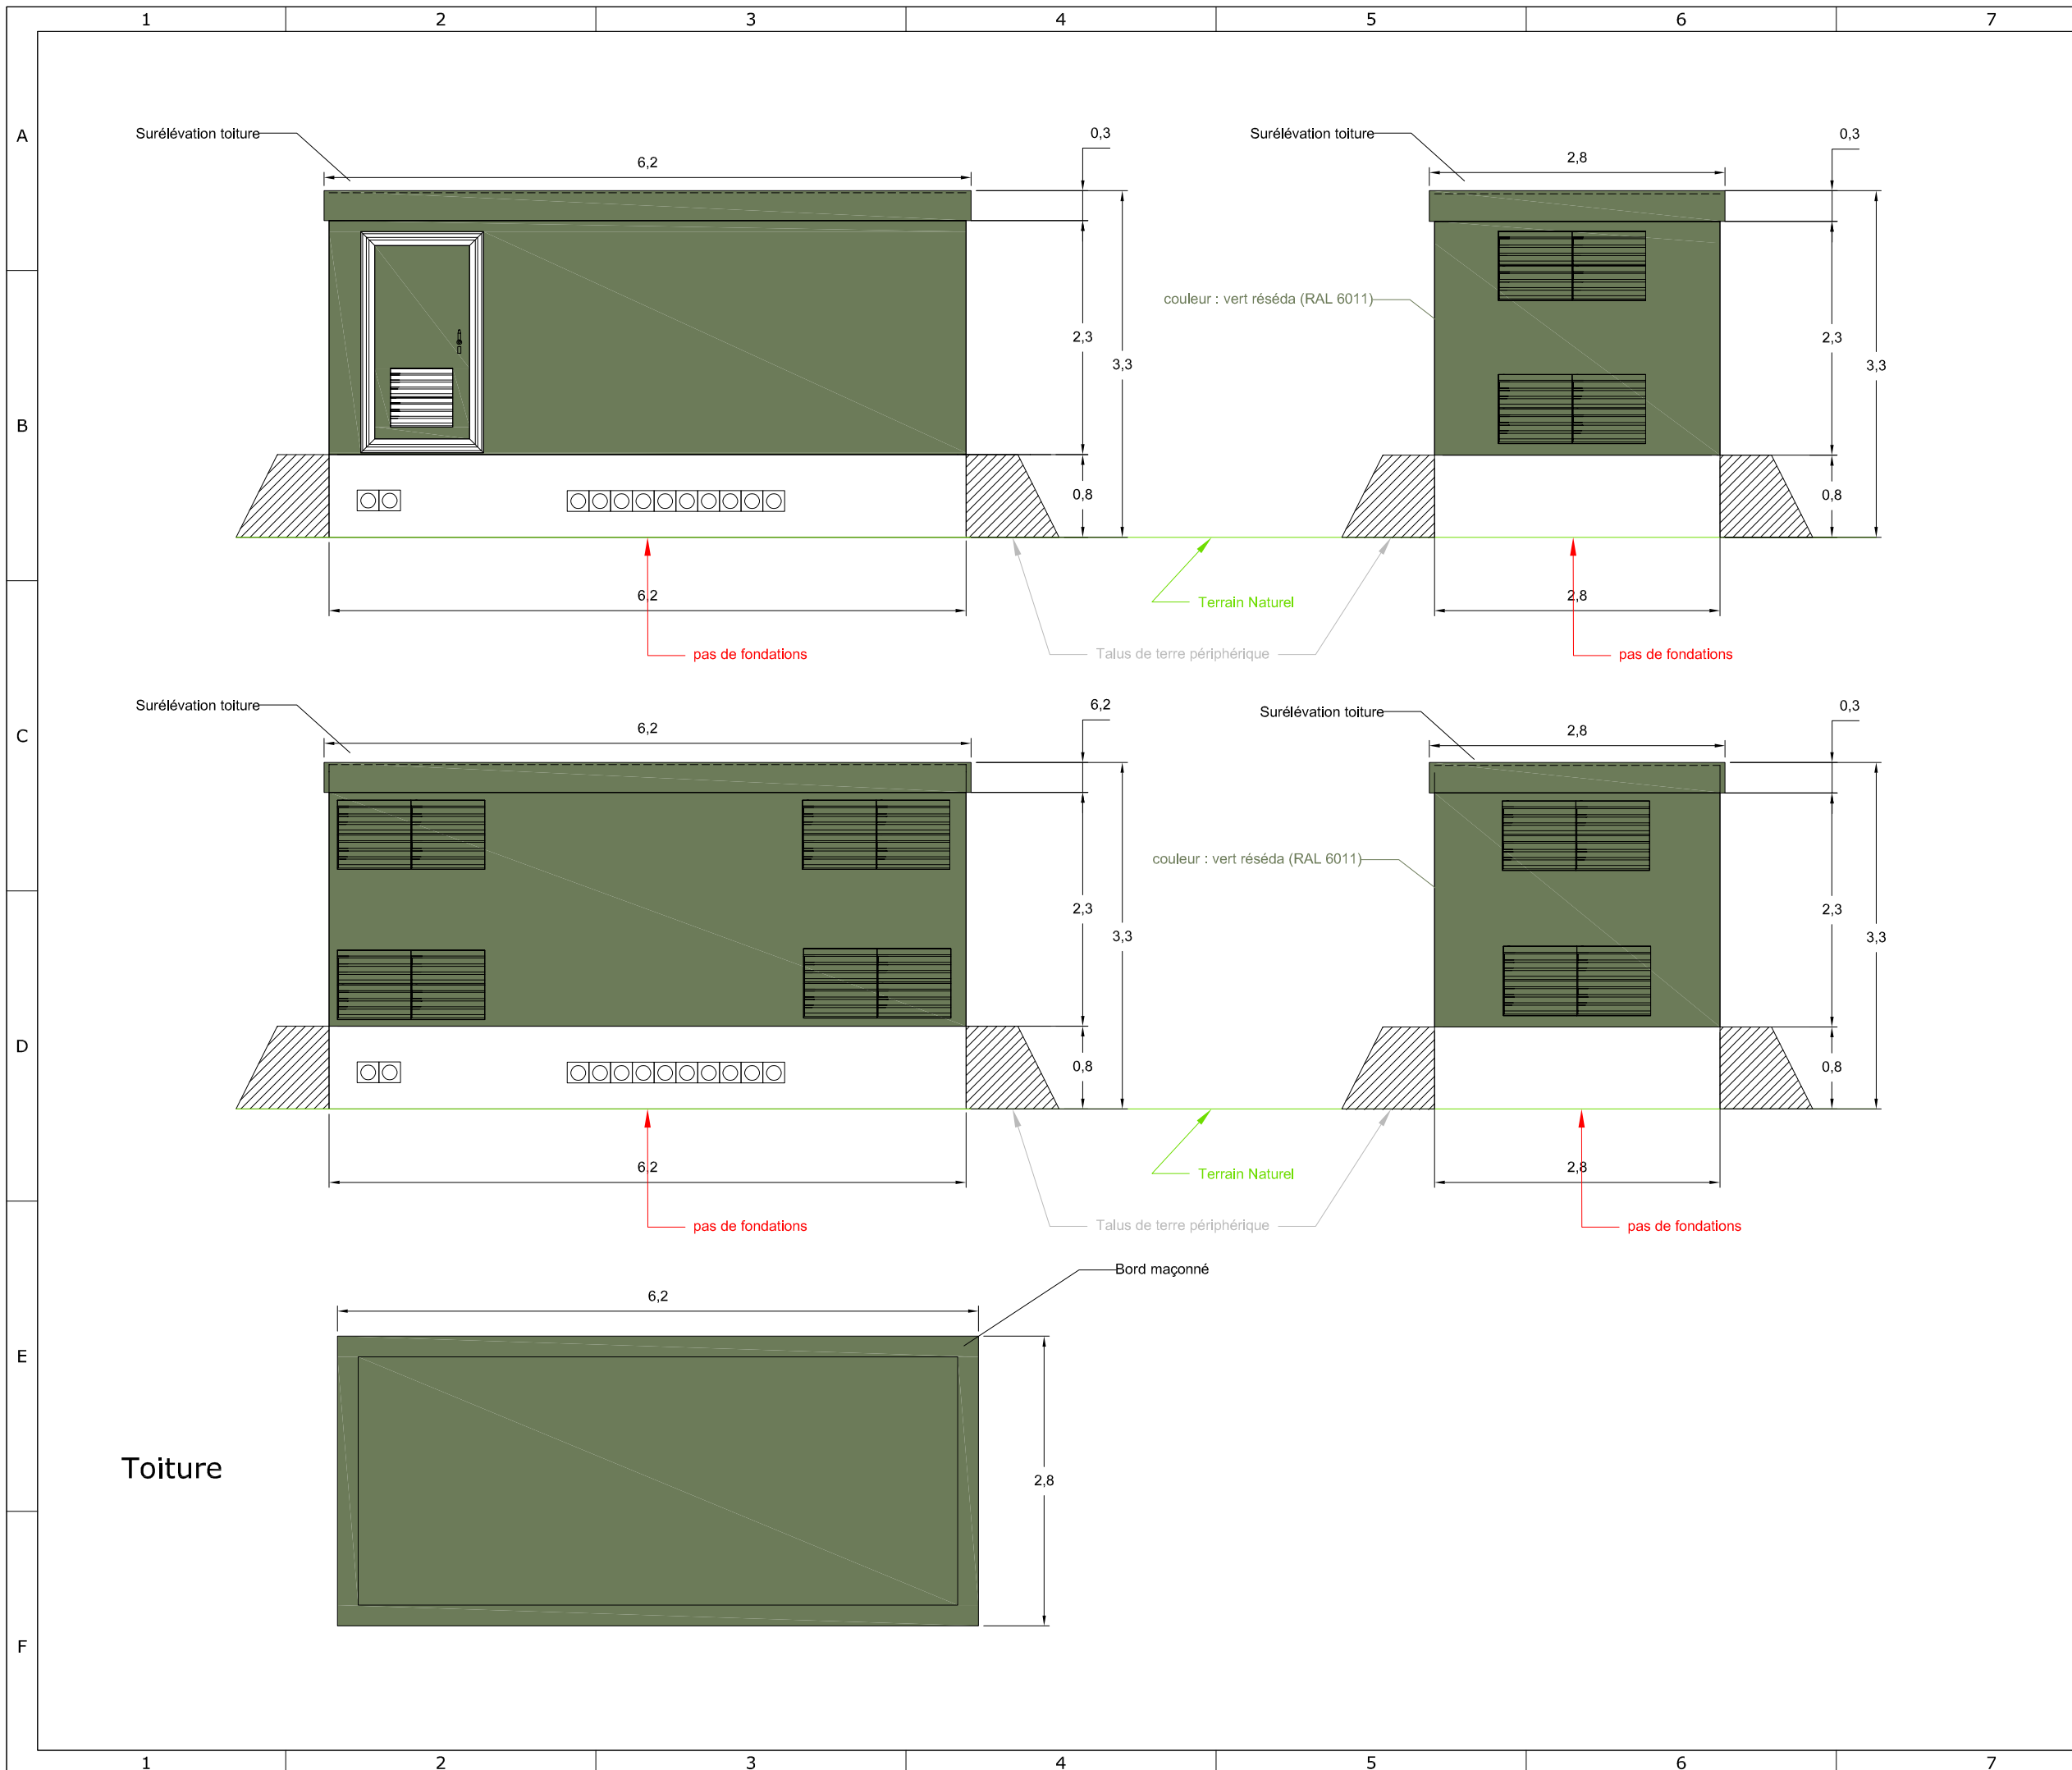 1 2 3 4 5 6 7
A
Surélévation toiture
6,2
0,3
Surélévation toiture
2,8
0,3
couleur : vert réséda (RAL 6011)
2,3
3,3
2,3
3,3
B
0,8
0,8
6,2
Terrain Naturel
2,8
pas de fondations
Talus de terre périphérique
pas de fondations
C
Surélévation toiture
6,2
6,2
Surélévation toiture
2,8
0,3
couleur : vert réséda (RAL 6011)
2,3
3,3
2,3
3,3
D
0,8
0,8
6,2
Terrain Naturel
2,8
pas de fondations
Talus de terre périphérique
pas de fondations
Bord maçonné
6,2
E
Toiture
2,8
F
1 2 3 4 5 6 7